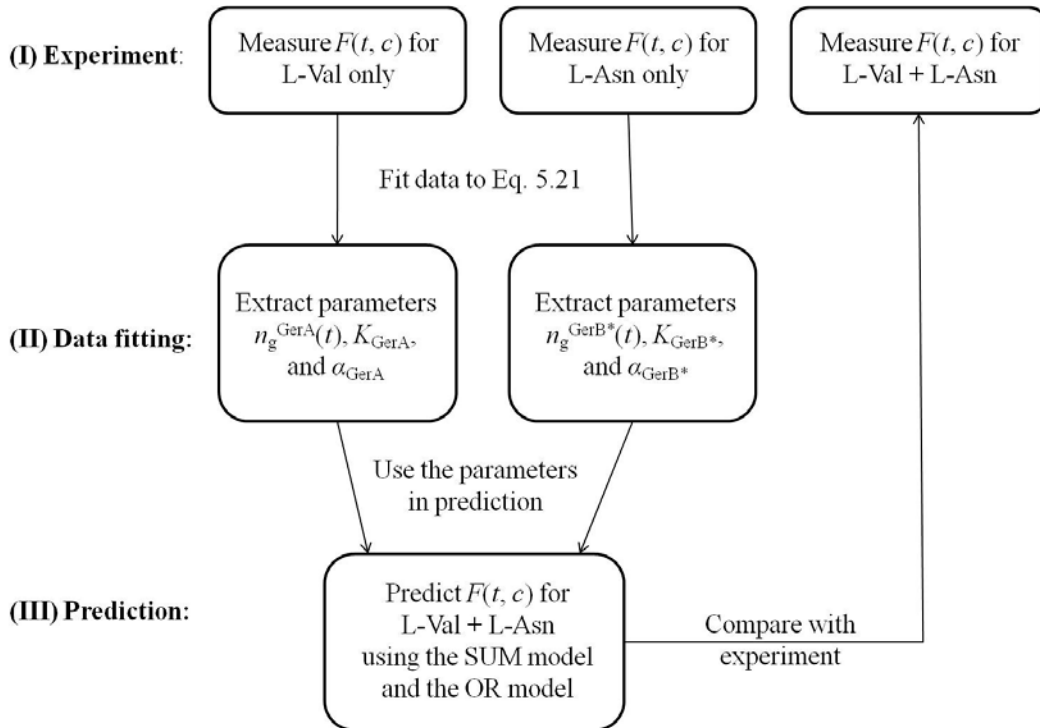 (I) Experiment:
Measure F(t, c) for
L-Val only
Measure F(t, c) for
L-Asn only
Measure F(t, c) for
L-Val + L-Asn
Fit data to Eq. 5.21
(II) Data fitting:
Extract parameters
n_g^GerA(t), K_GerA,
and α_GerA
Extract parameters
n_g^GerB*(t), K_GerB*,
and α_GerB*
Use the parameters
in prediction
(III) Prediction:
Predict F(t, c) for
L-Val + L-Asn
using the SUM model
and the OR model
Compare with
experiment